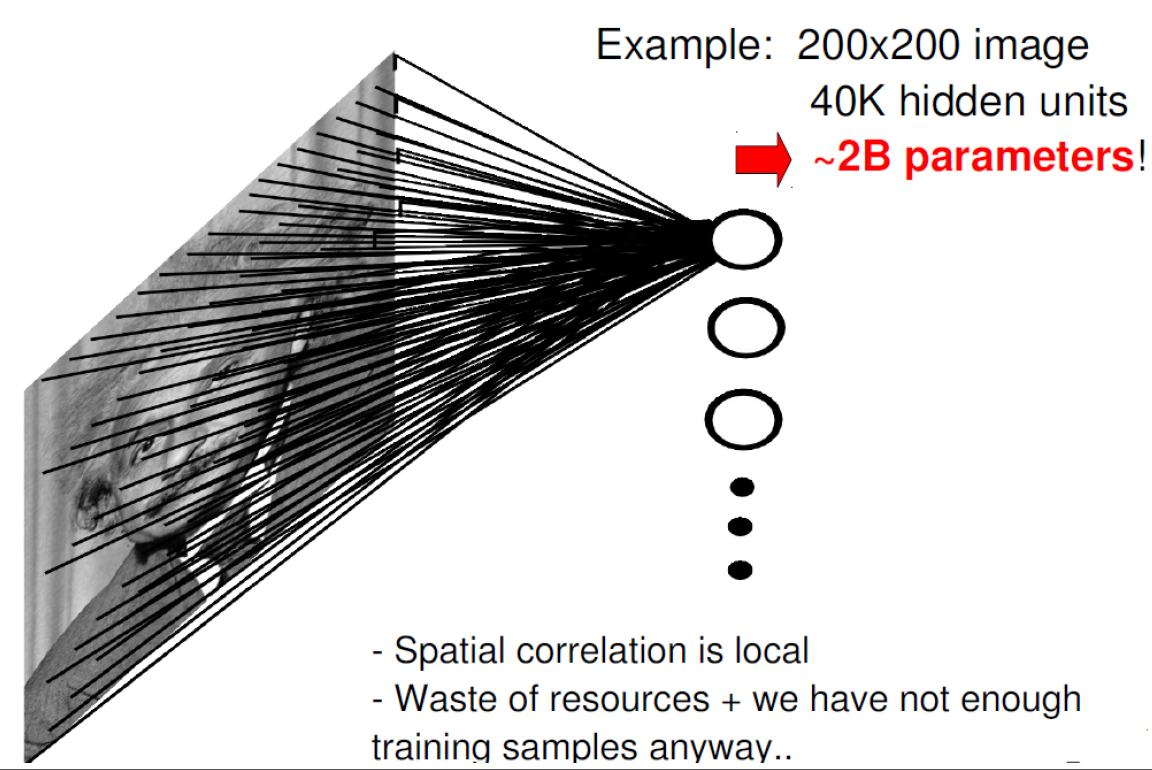 Example: 200x200 image
40K hidden units
~2B parameters!
- Spatial correlation is local
- Waste of resources + we have not enough
training samples anyway..